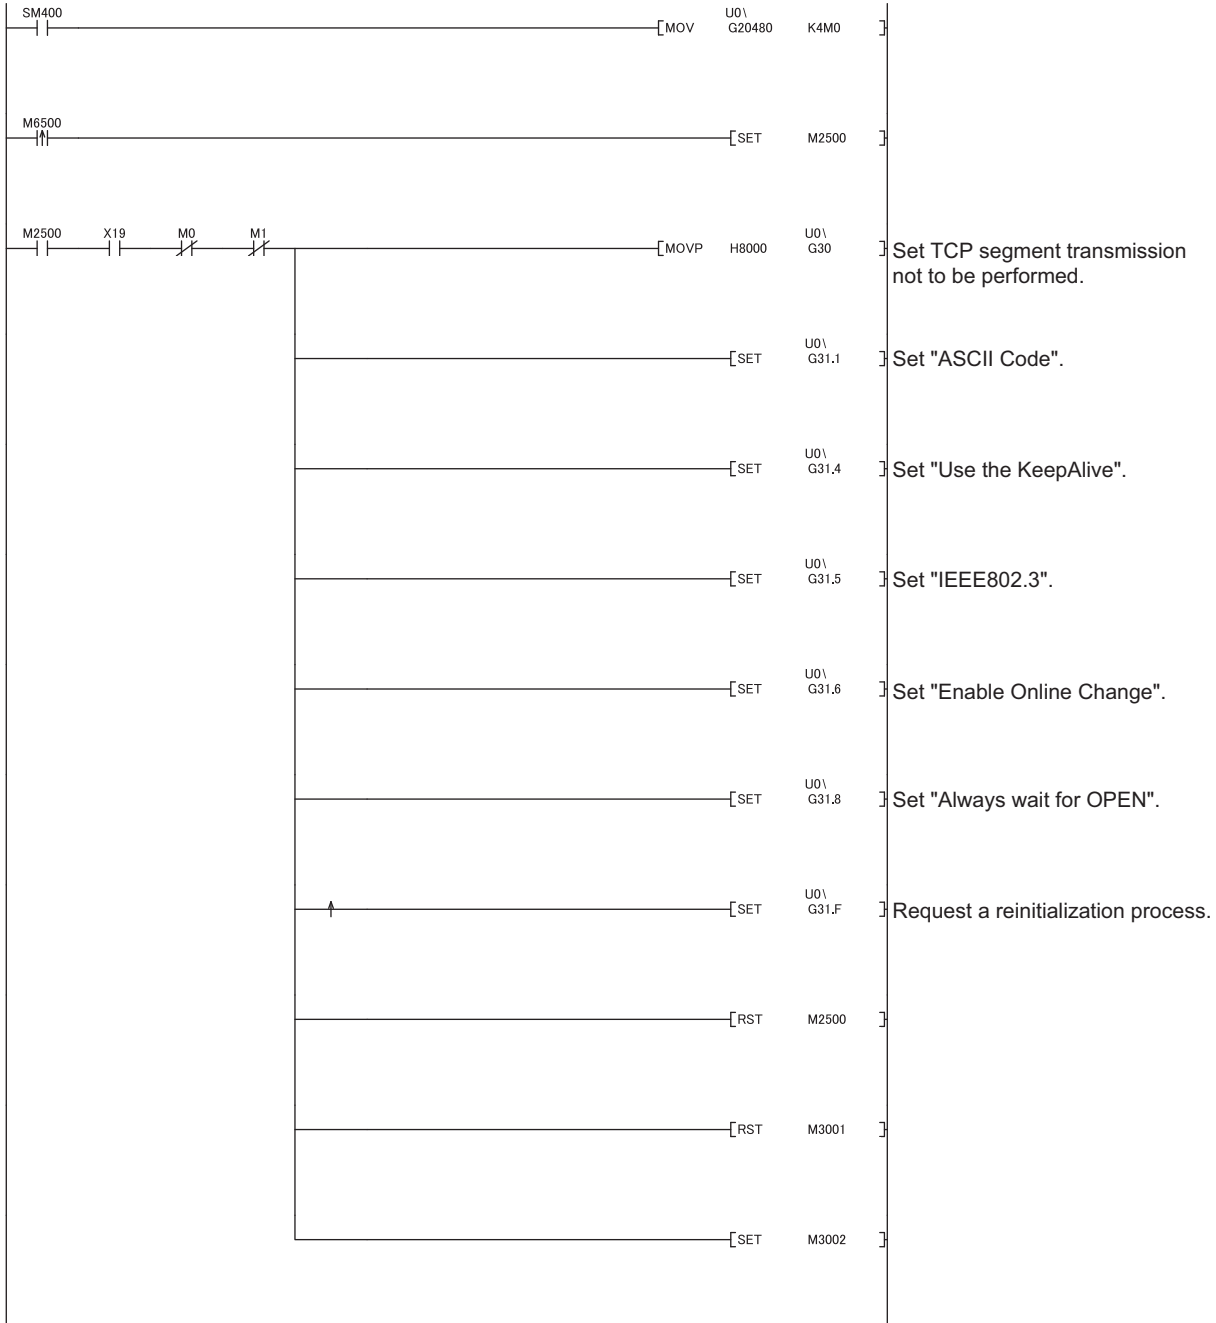 SM400
U0\
[MOV G20480 K4M0 ]
M6500
[SET M2500 ]
M2500 X19 M0 M1
U0\
[MOVP H8000 G30 ] Set TCP segment transmission
not to be performed.
U0\
[SET G31.1 ] Set "ASCII Code".
U0\
[SET G31.4 ] Set "Use the KeepAlive".
U0\
[SET G31.5 ] Set "IEEE802.3".
U0\
[SET G31.6 ] Set "Enable Online Change".
U0\
[SET G31.8 ] Set "Always wait for OPEN".
U0\
[SET G31.F ] Request a reinitialization process.
[RST M2500 ]
[RST M3001 ]
[SET M3002 ]